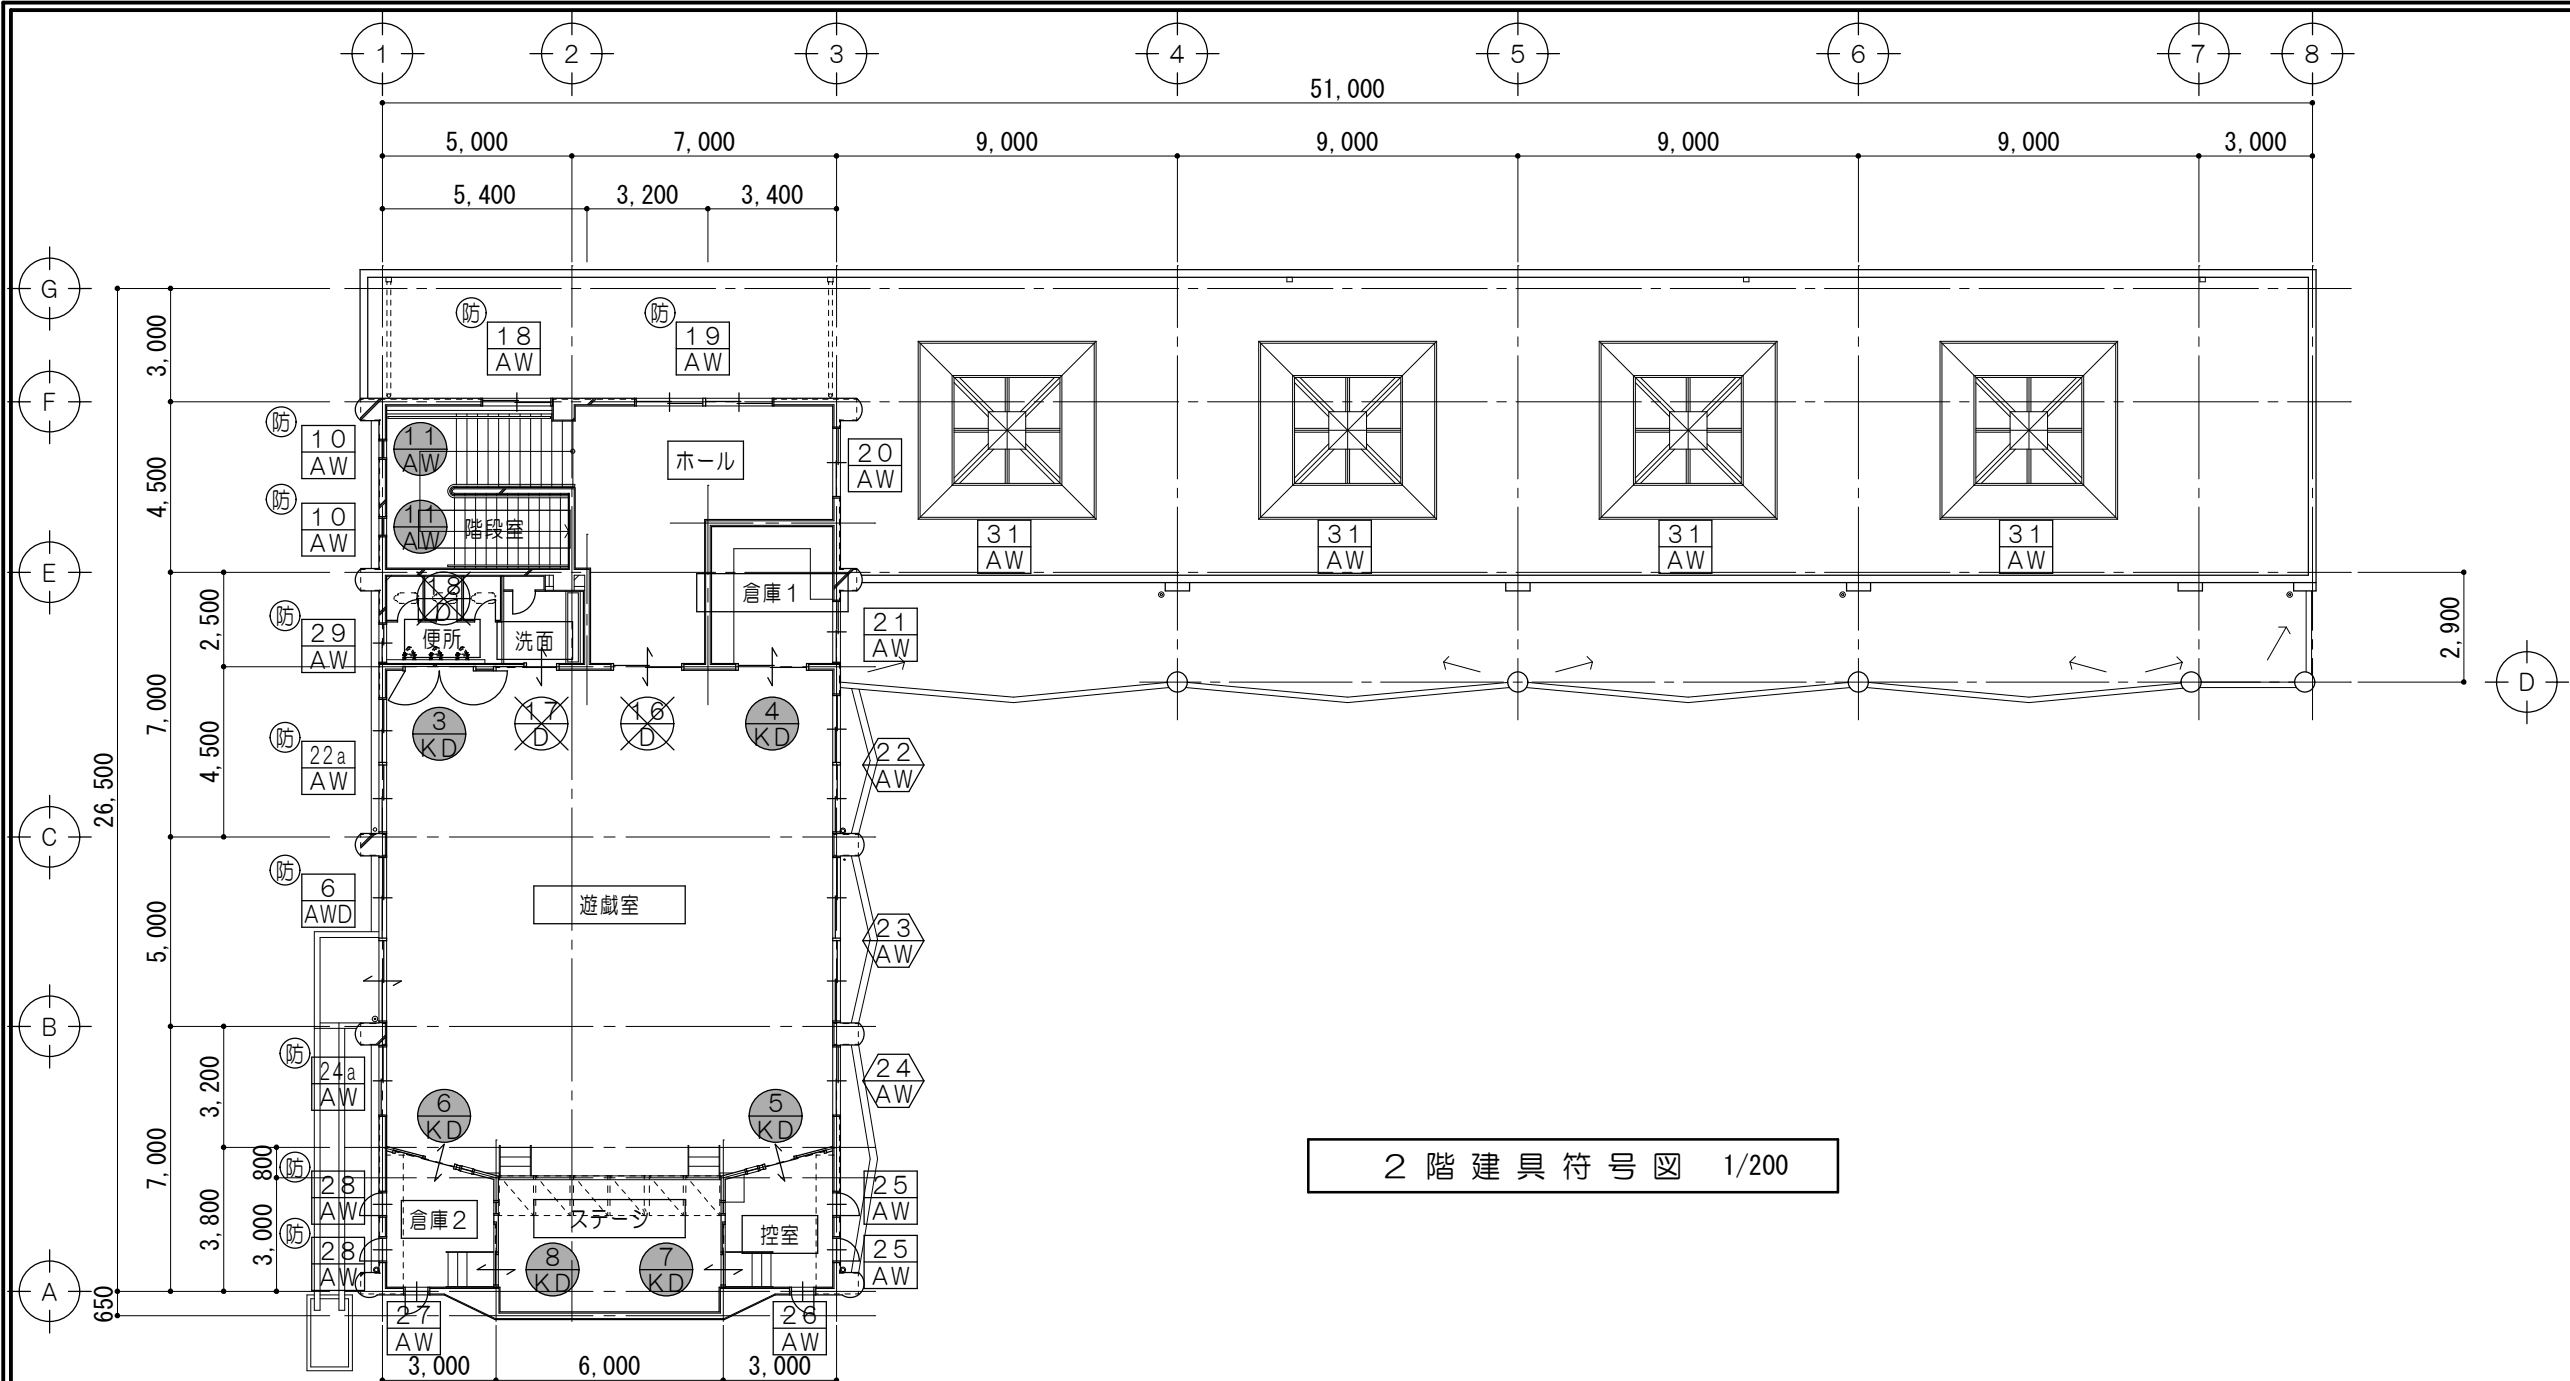 1 2 3 4 5 6 7 8
51,000
5,000 7,000 9,000 9,000 9,000 9,000 3,000
5,400 3,200 3,400
G
F
E
D
C
B
A
3,000
4,500
2,500
7,000
4,500
26,500
5,000
3,200
7,000
800
3,800
3,000
650
2,900
防
18
AW
防
19
AW
防
10
AW
11
AW
ホール
20
AW
防
10
AW
11
AW
階段室
31
AW
31
AW
31
AW
31
AW
18
D
倉庫1
防
29
AW
便所
洗面
21
AW
3
KD
17
D
16
D
4
KD
防
22a
AW
22
AW
防
6
AWD
遊戯室
23
AW
防
24a
AW
24
AW
6
KD
5
KD
防
28
AW
倉庫2
ステージ
控室
25
AW
防
28
AW
8
KD
7
KD
25
AW
27
AW
26
AW
3,000 6,000 3,000
2階建具符号図 1/200